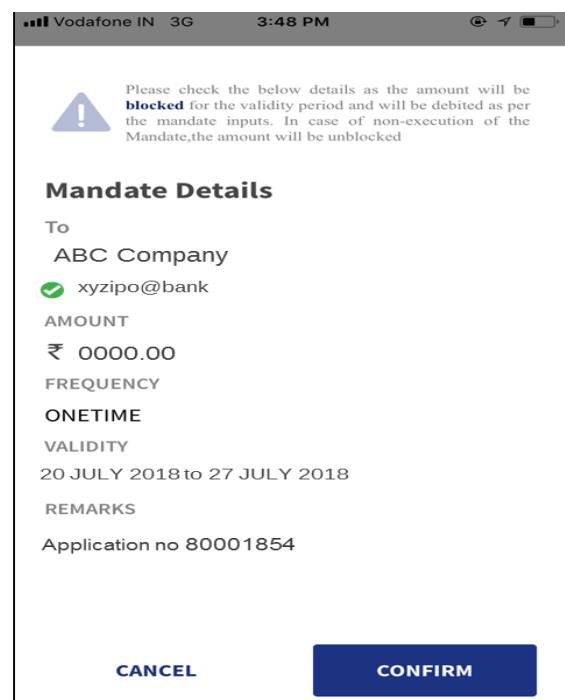 Vodafone IN 3G 3:48 PM
Please check the below details as the amount will be
blocked for the validity period and will be debited as per
the mandate inputs. In case of non-execution of the
Mandate,the amount will be unblocked
Mandate Details
To
ABC Company
xyzipo@bank
AMOUNT
₹ 0000.00
FREQUENCY
ONETIME
VALIDITY
20 JULY 2018 to 27 JULY 2018
REMARKS
Application no 80001854
CANCEL CONFIRM